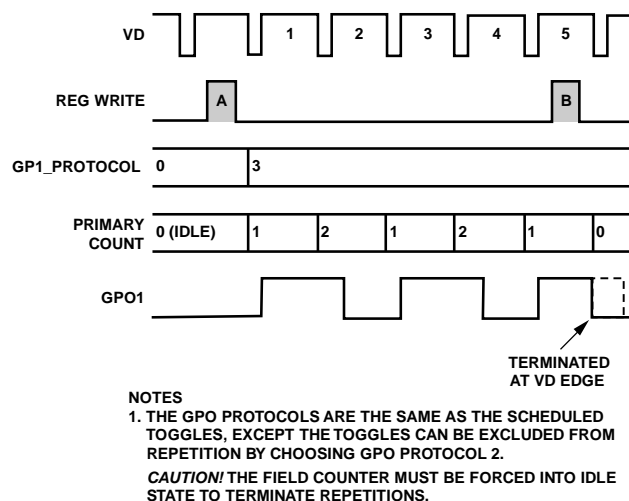 VD 1 2 3 4 5
REG WRITE A B
GP1_PROTOCOL 0 3
PRIMARY
COUNT 0 (IDLE) 1 2 1 2 1 0
GPO1
TERMINATED
AT VD EDGE
NOTES
1. THE GPO PROTOCOLS ARE THE SAME AS THE SCHEDULED
TOGGLES, EXCEPT THE TOGGLES CAN BE EXCLUDED FROM
REPETITION BY CHOOSING GPO PROTOCOL 2.
CAUTION! THE FIELD COUNTER MUST BE FORCED INTO IDLE
STATE TO TERMINATE REPETITIONS.